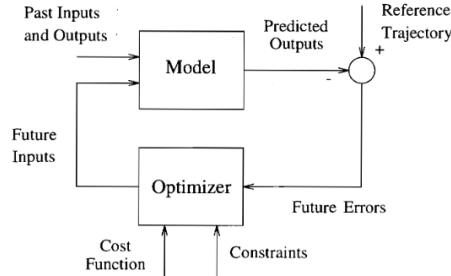 Past Inputs
and Outputs
Model
Predicted
Outputs
Reference
Trajectory
+
-
Future
Inputs
Optimizer
Future Errors
Cost
Function
Constraints